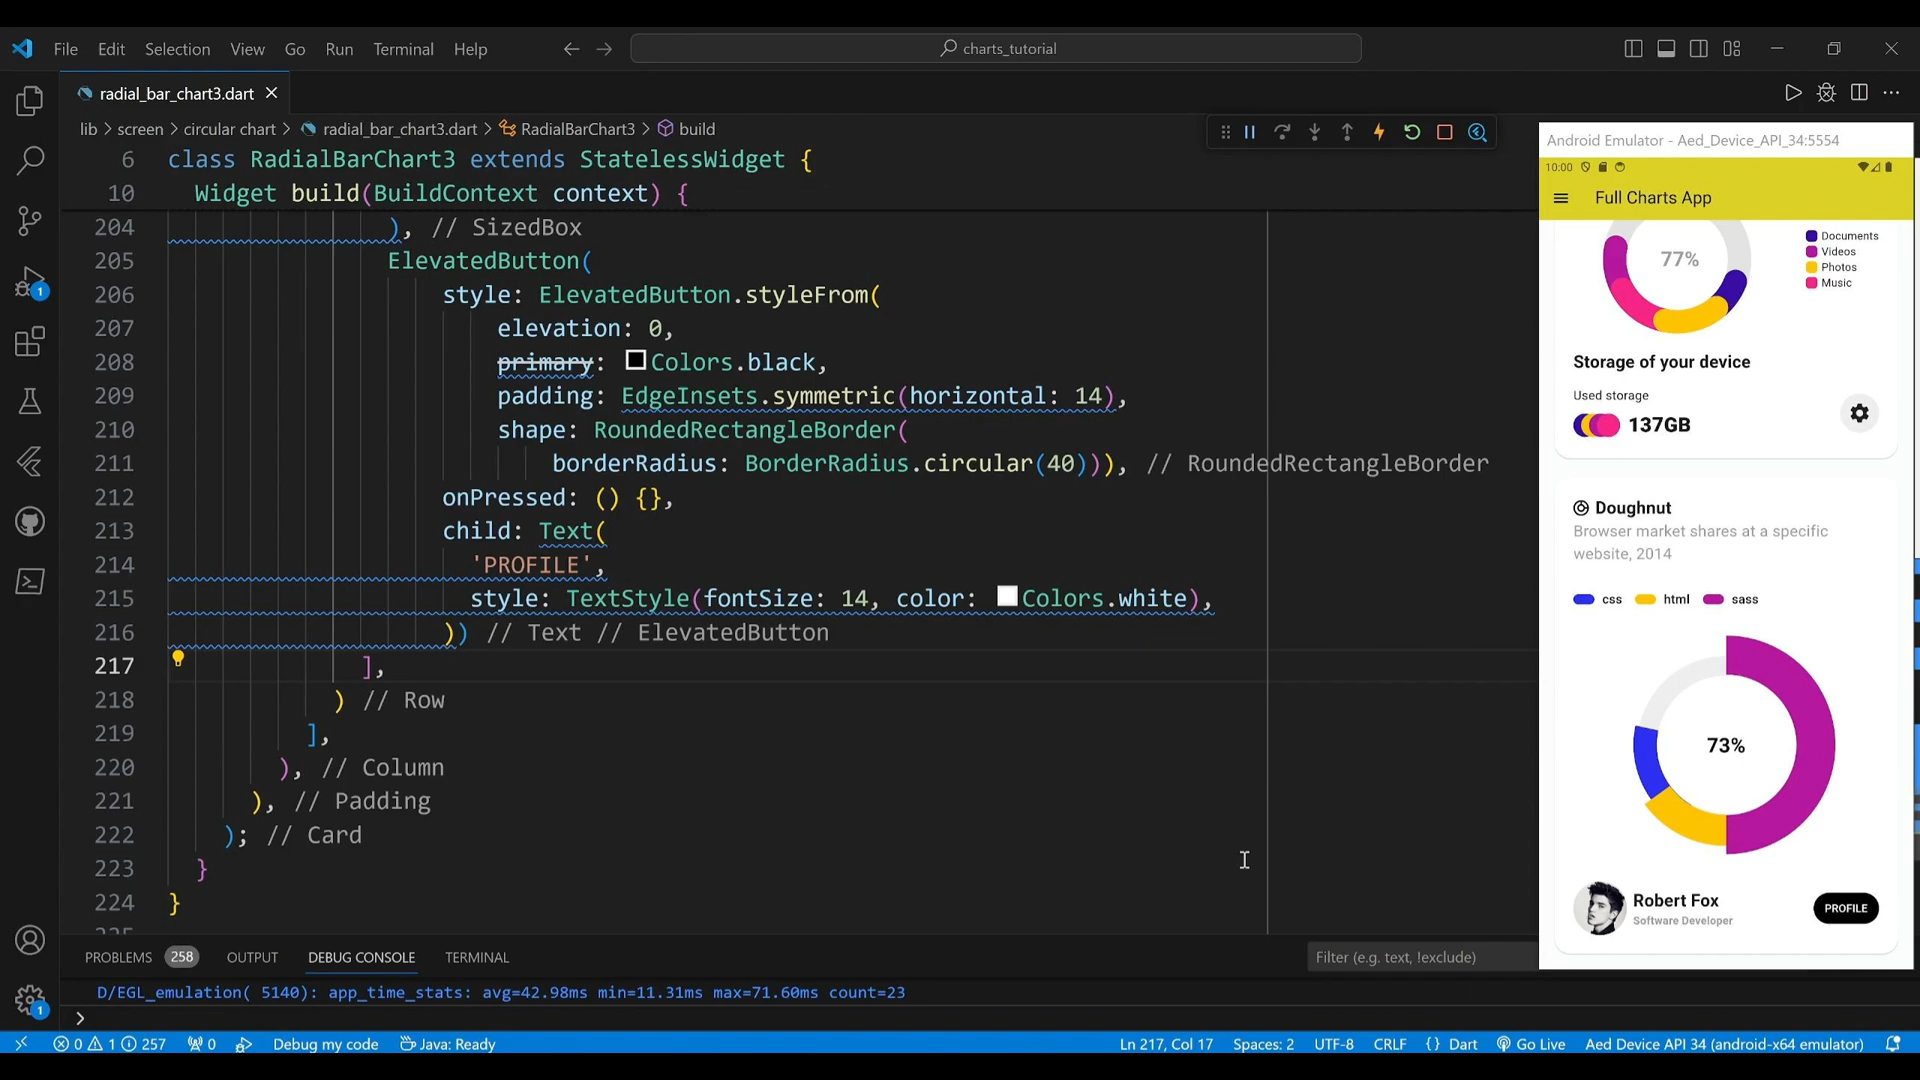 File Edit Selection View Go Run Terminal Help
charts_tutorial
radial_bar_chart3.dart
lib > screen > circular chart > radial_bar_chart3.dart > RadialBarChart3 > build
6 class RadialBarChart3 extends StatelessWidget {
10 Widget build(BuildContext context) {
204 ), // SizedBox
205 ElevatedButton(
206 style: ElevatedButton.styleFrom(
207 elevation: 0,
208 primary: Colors.black,
209 padding: EdgeInsets.symmetric(horizontal: 14),
210 shape: RoundedRectangleBorder(
211 borderRadius: BorderRadius.circular(40))), // RoundedRectangleBorder
212 onPressed: () {},
213 child: Text(
214 'PROFILE',
215 style: TextStyle(fontSize: 14, color: Colors.white),
216 )) // Text // ElevatedButton
217 ],
218 ) // Row
219 ],
220 ), // Column
221 ), // Padding
222 ); // Card
223 }
224 }
PROBLEMS 258 OUTPUT DEBUG CONSOLE TERMINAL
Filter (e.g. text, !exclude)
D/EGL_emulation( 5140): app_time_stats: avg=42.98ms min=11.31ms max=71.60ms count=23
>
0 1 257 0 Debug my code Java: Ready
Ln 217, Col 17 Spaces: 2 UTF-8 CRLF {} Dart Go Live Aed Device API 34 (android-x64 emulator)
1
1
Android Emulator - Aed_Device_API_34:5554
10:00
Full Charts App
77%
Documents
Videos
Photos
Music
Storage of your device
Used storage
137GB
Doughnut
Browser market shares at a specific
website, 2014
css html sass
73%
Robert Fox
Software Developer
PROFILE